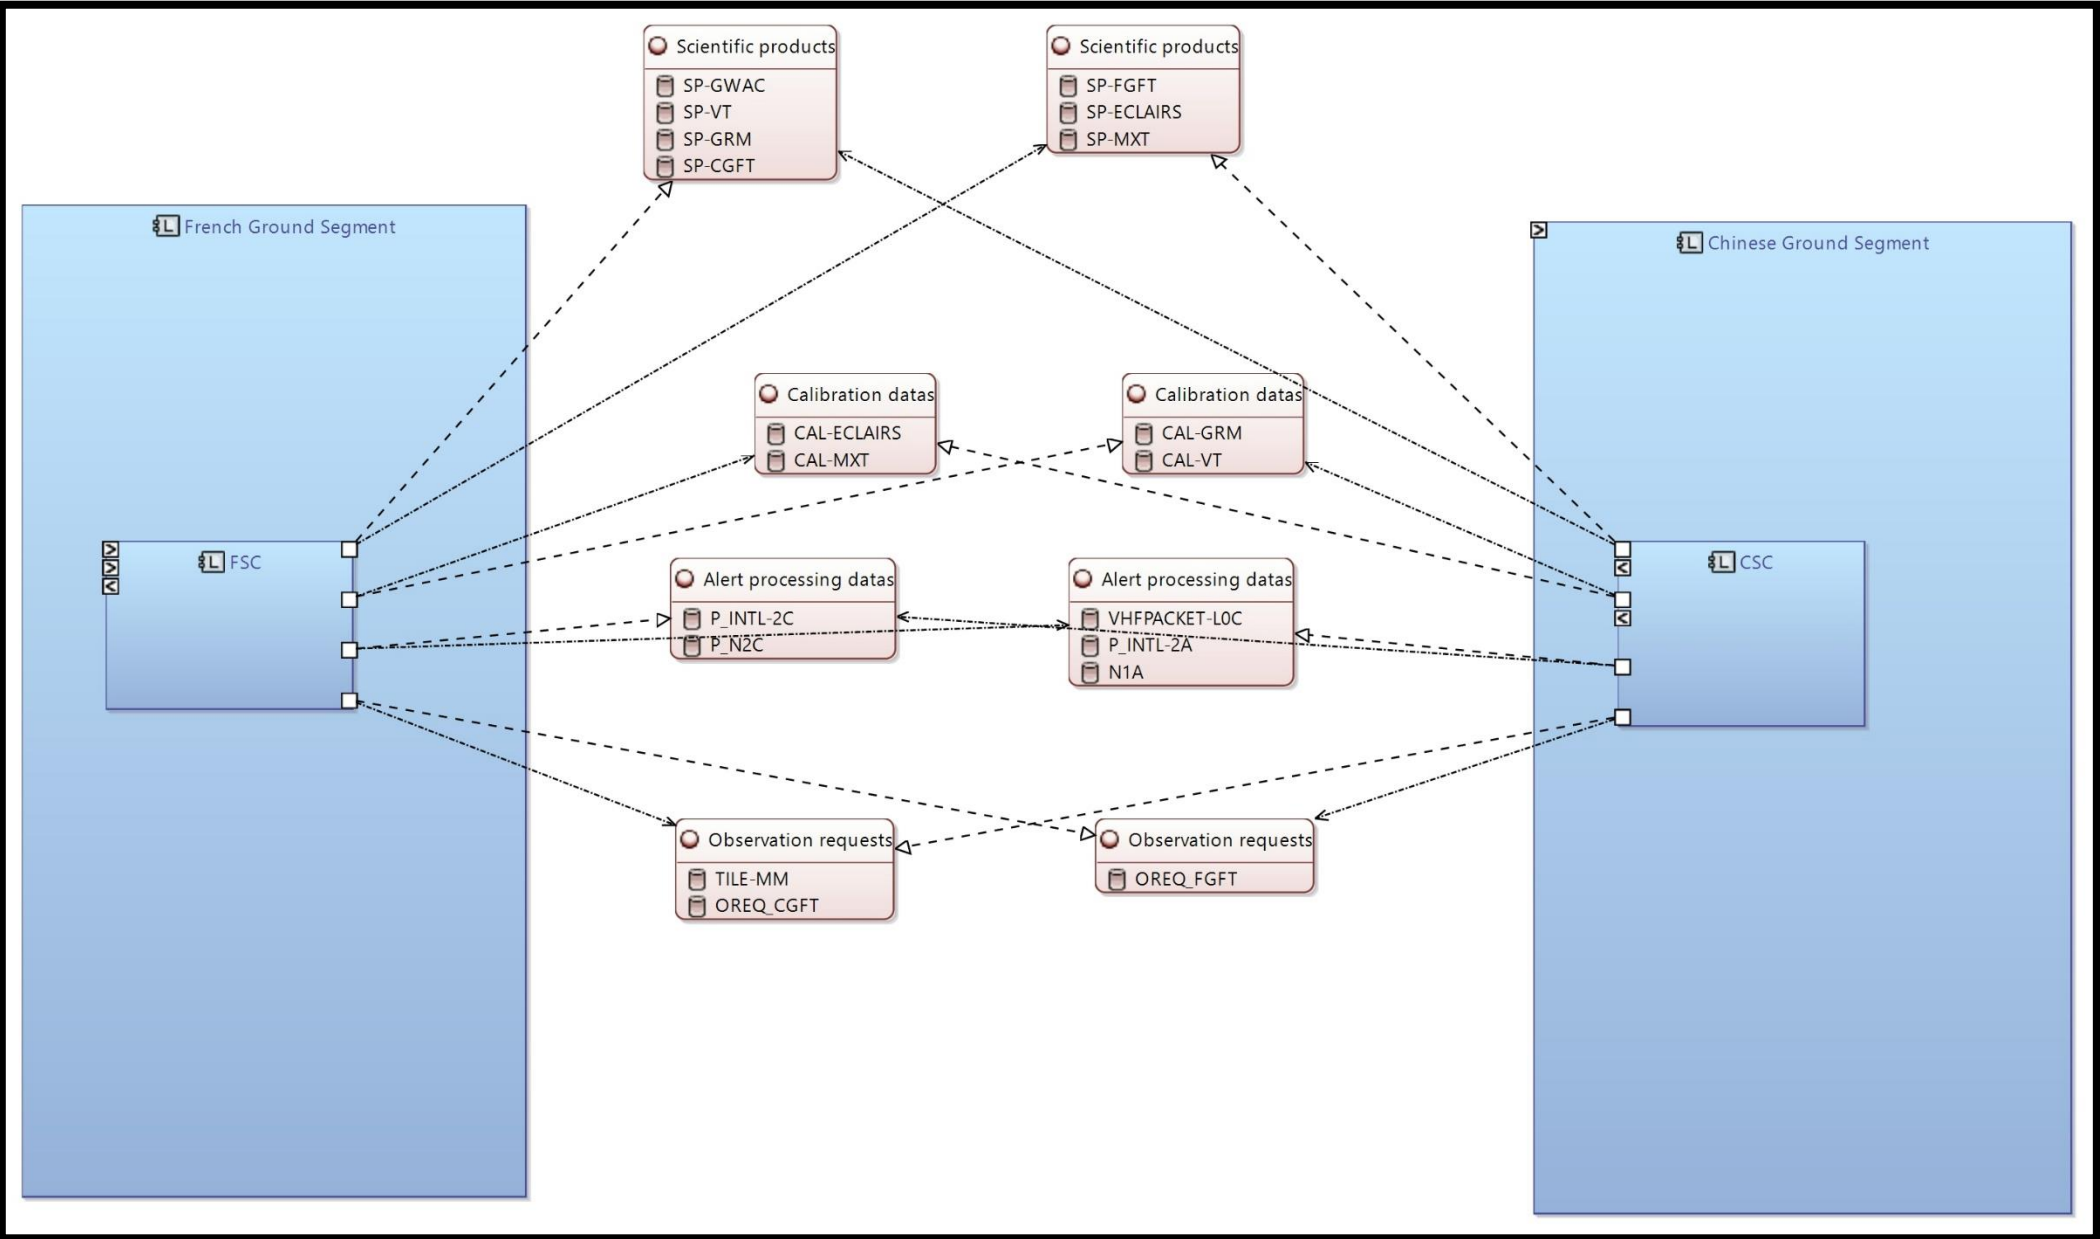 Scientific products
SP-GWAC
SP-VT
SP-GRM
SP-CGFT
Scientific products
SP-FGFT
SP-ECLAIRS
SP-MXT
French Ground Segment
Chinese Ground Segment
Calibration datas
CAL-ECLAIRS
CAL-MXT
Calibration datas
CAL-GRM
CAL-VT
FSC
Alert processing datas
P_INTL-2C
P_N2C
Alert processing datas
VHFPACKET-L0C
P_INTL-2A
N1A
CSC
Observation requests
TILE-MM
OREQ_CGFT
Observation requests
OREQ_FGFT